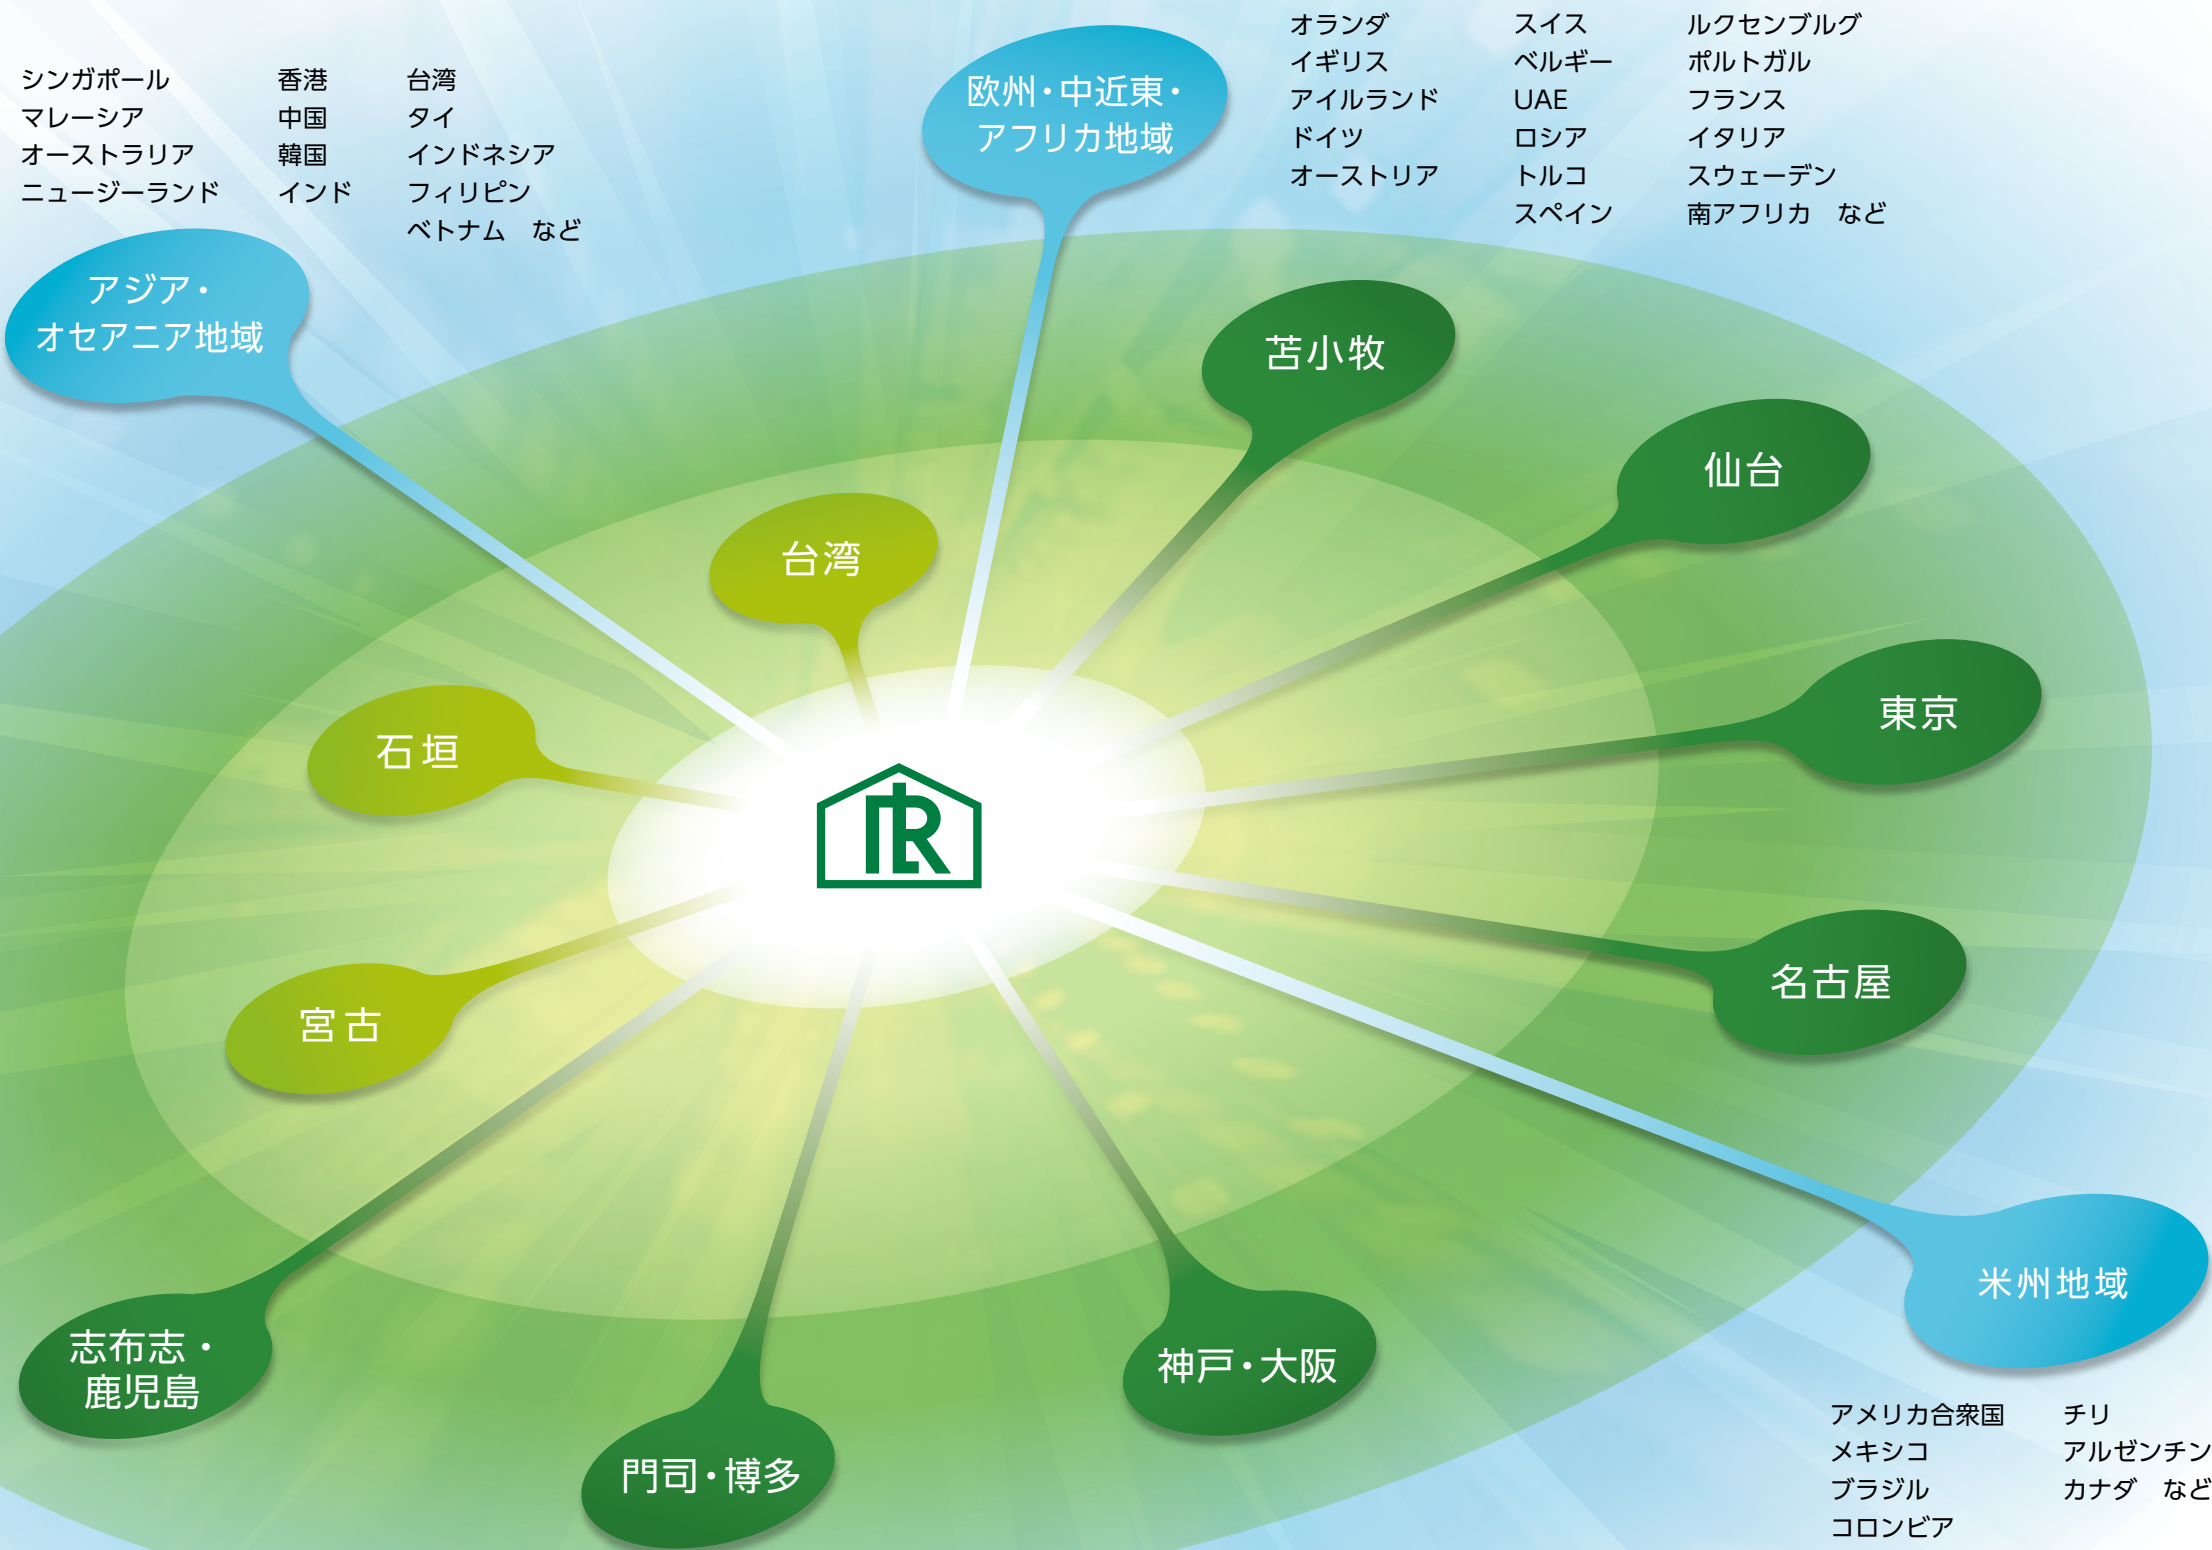 シンガポール 香港 台湾
マレーシア 中国 タイ
オーストラリア 韓国 インドネシア
ニュージーランド インド フィリピン
ベトナム など
アジア・
オセアニア地域
欧州・中近東・
アフリカ地域
オランダ スイス ルクセンブルグ
イギリス ベルギー ポルトガル
アイルランド UAE フランス
ドイツ ロシア イタリア
オーストリア トルコ スウェーデン
スペイン 南アフリカ など
苫小牧
仙台
台湾
東京
石垣
名古屋
宮古
米州地域
志布志・
鹿児島
神戸・大阪
門司・博多
アメリカ合衆国 チリ
メキシコ アルゼンチン
ブラジル カナダ など
コロンビア